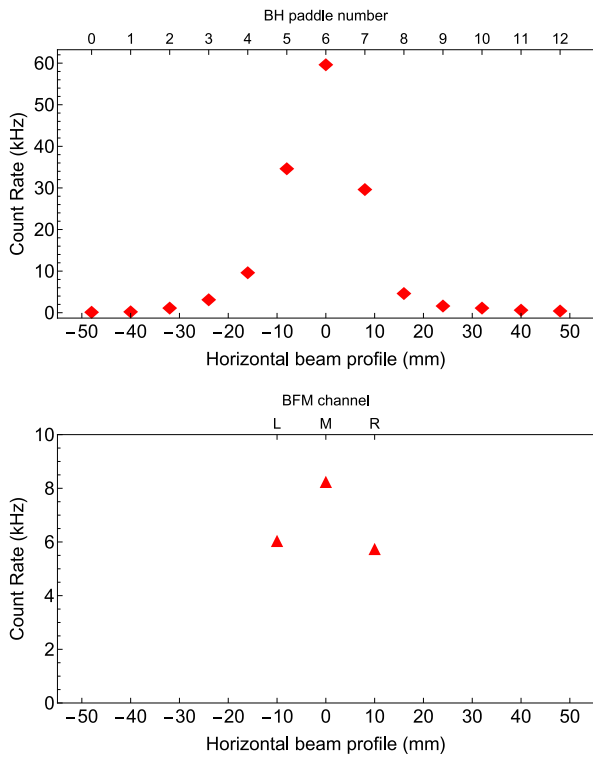 BH paddle number
0 1 2 3 4 5 6 7 8 9 10 11 12
60
50
40
30
20
10
0
Count Rate (kHz)
−50 −40 −30 −20 −10 0 10 20 30 40 50
Horizontal beam profile (mm)
BFM channel
L M R
10
8
6
4
2
0
Count Rate (kHz)
−50 −40 −30 −20 −10 0 10 20 30 40 50
Horizontal beam profile (mm)